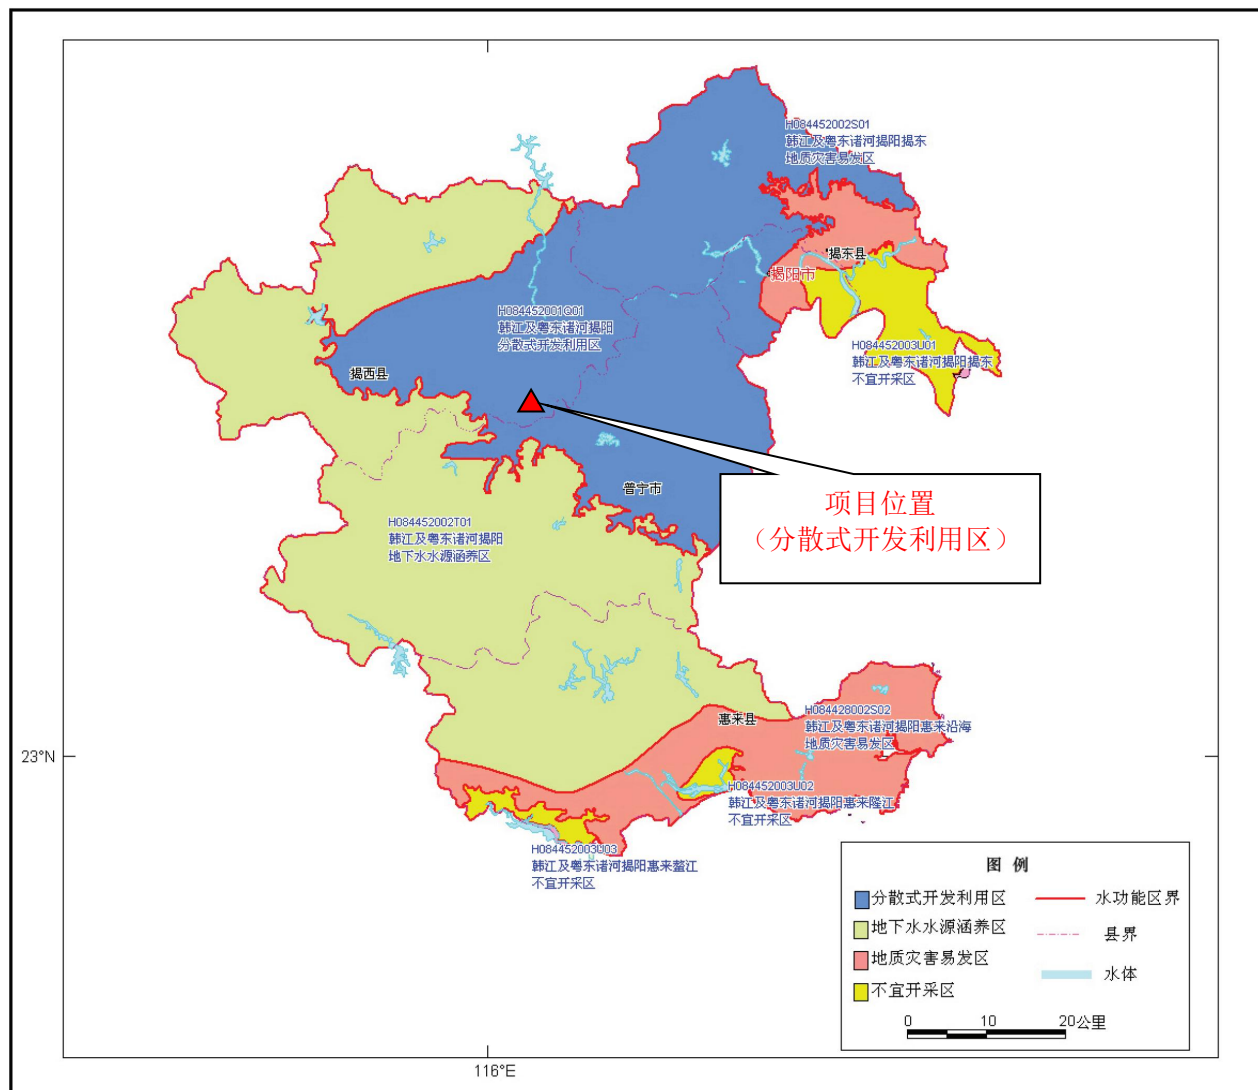 H084452002S01
韩江及粤东诸河揭阳揭东
地质灾害易发区
揭东县
揭阳市
H084452001Q01
韩江及粤东诸河揭阳
分散式开发利用区
H084452003U01
韩江及粤东诸河揭阳揭东
不宜开采区
揭西县
普宁市
项目位置
（分散式开发利用区）
H084452002T01
韩江及粤东诸河揭阳
地下水水源涵养区
惠来县
H084428002S02
韩江及粤东诸河揭阳惠来沿海
地质灾害易发区
23°N
H084452003U02
韩江及粤东诸河揭阳惠来隆江
不宜开采区
H084452003U03
韩江及粤东诸河揭阳惠来鳌江
不宜开采区
图 例
分散式开发利用区
水功能区界
地下水水源涵养区
县界
地质灾害易发区
水体
不宜开采区
0 10 20公里
116°E